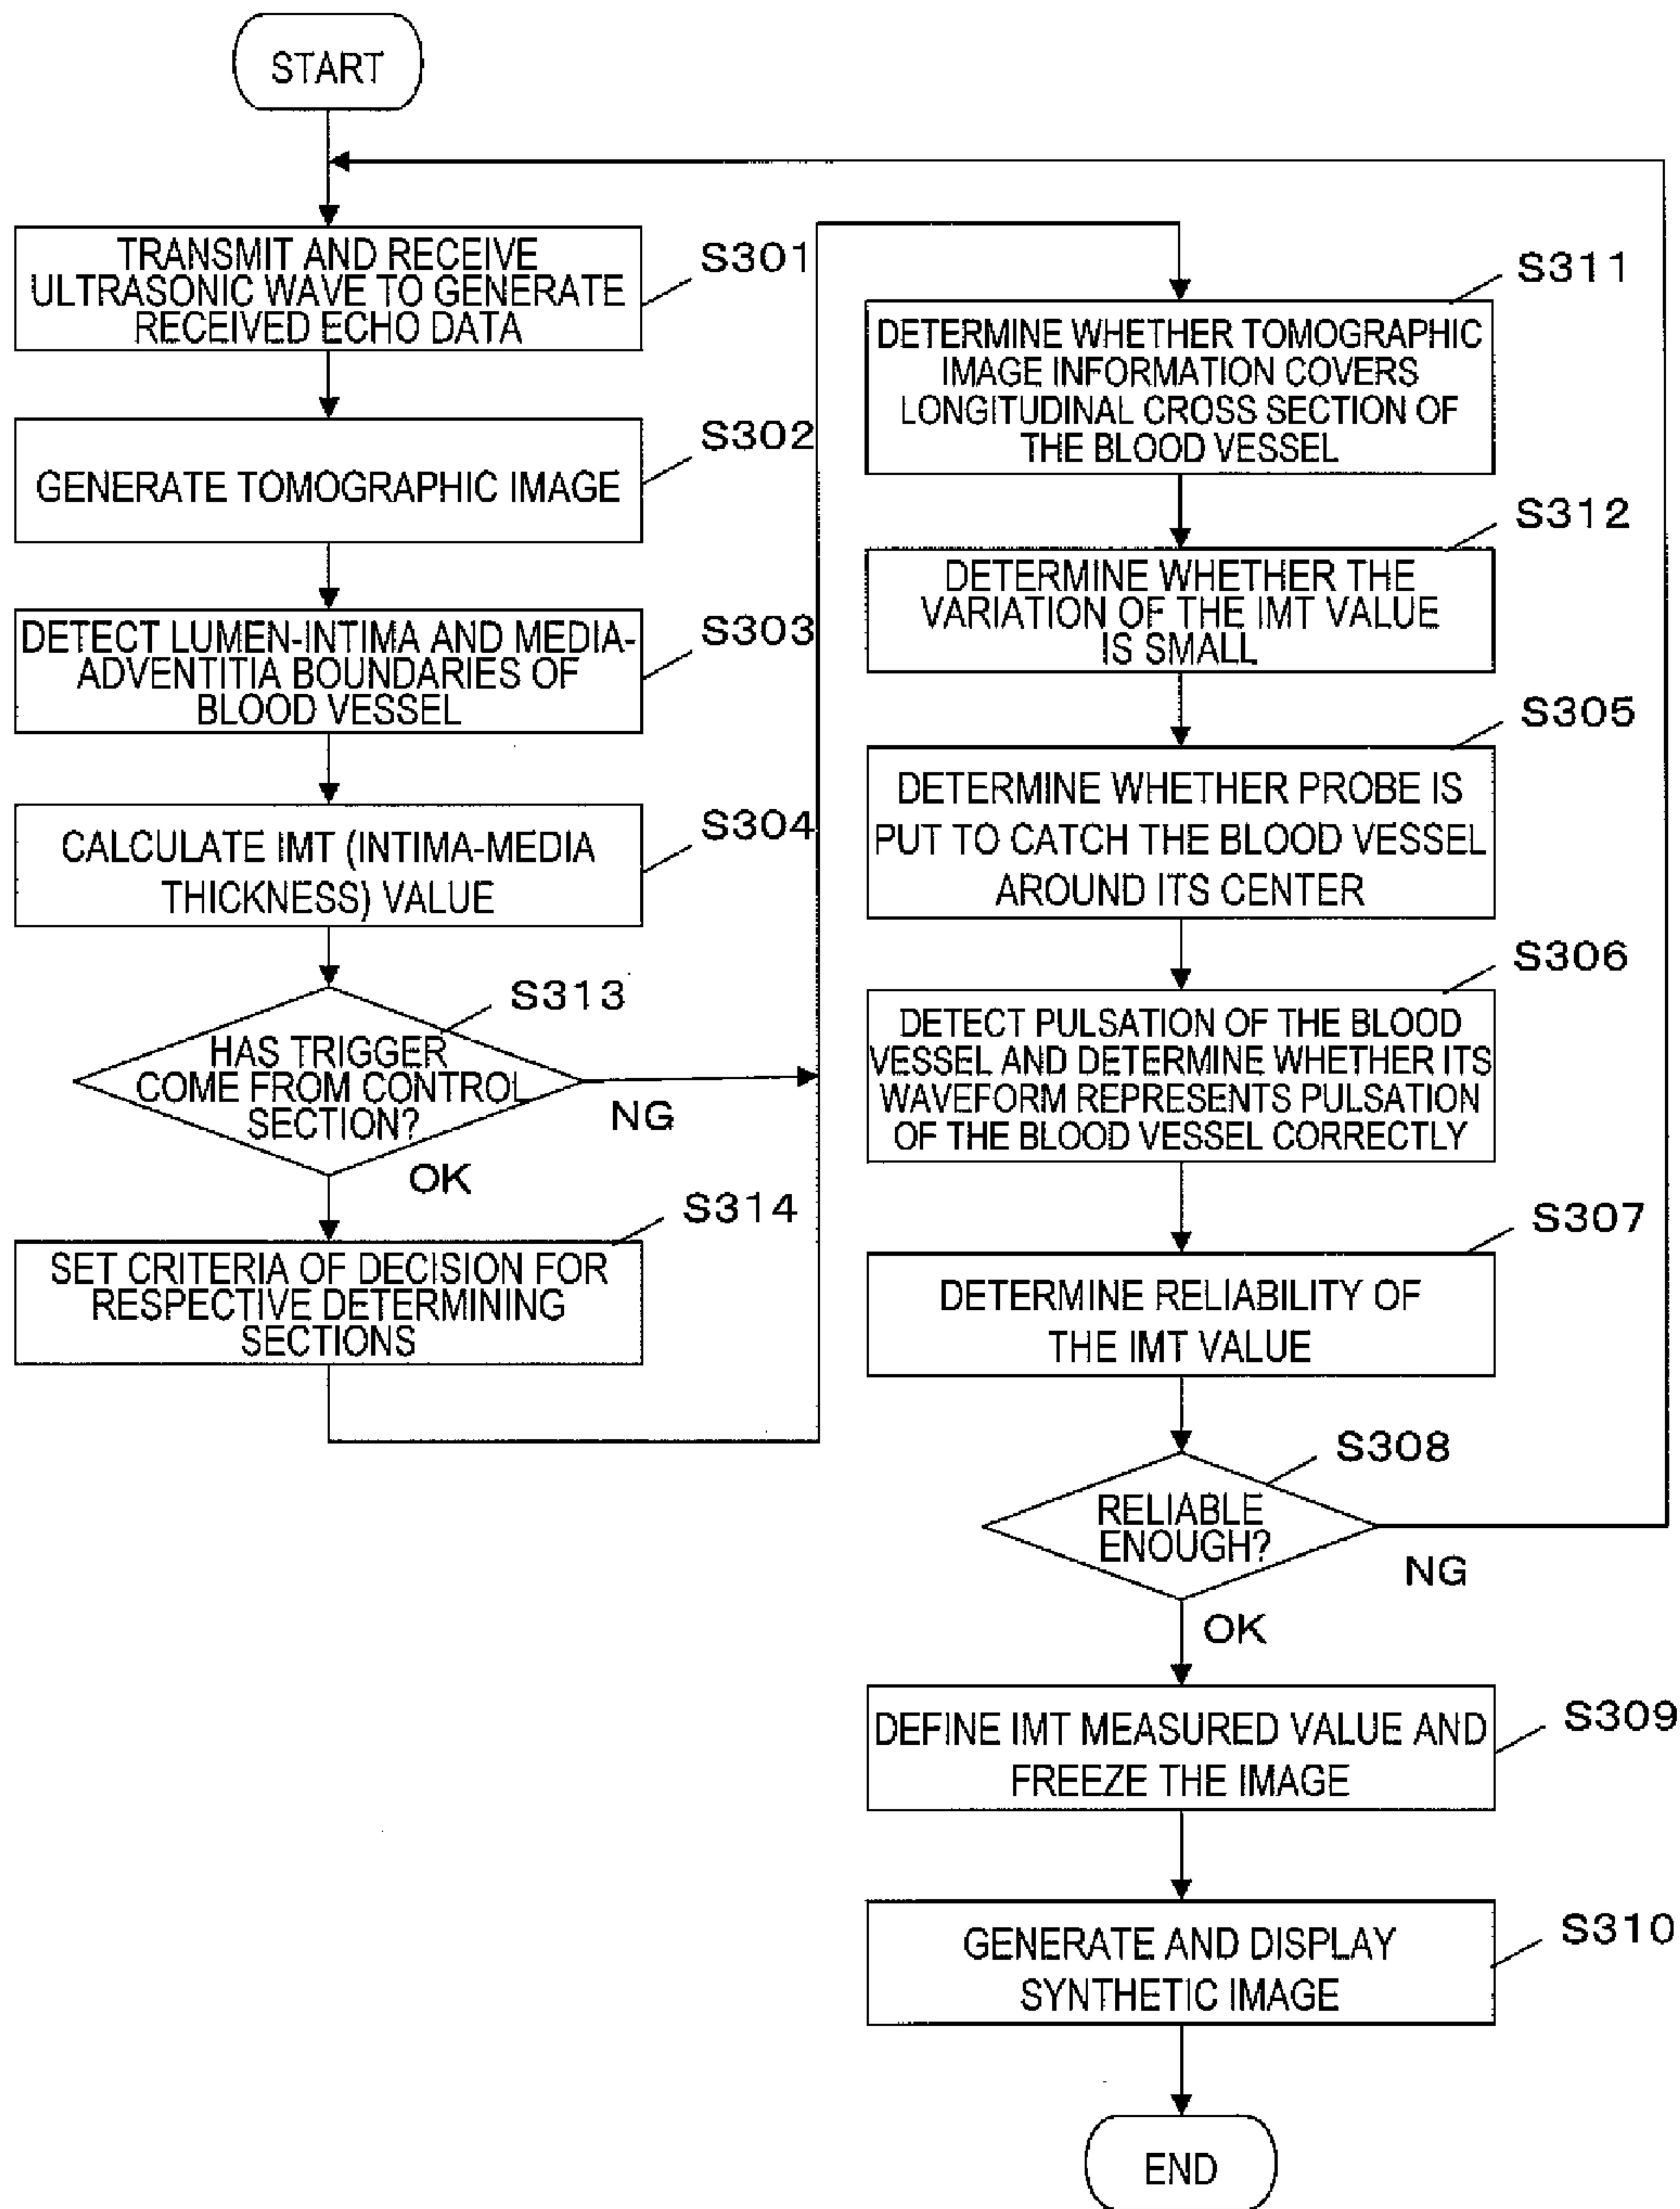 START
TRANSMIT AND RECEIVE
ULTRASONIC WAVE TO GENERATE
RECEIVED ECHO DATA
S301
GENERATE TOMOGRAPHIC IMAGE
S302
DETECT LUMEN-INTIMA AND MEDIA-
ADVENTITIA BOUNDARIES OF
BLOOD VESSEL
S303
CALCULATE IMT (INTIMA-MEDIA
THICKNESS) VALUE
S304
HAS TRIGGER
COME FROM CONTROL
SECTION?
S313
NG
OK
SET CRITERIA OF DECISION FOR
RESPECTIVE DETERMINING
SECTIONS
S314
DETERMINE WHETHER TOMOGRAPHIC
IMAGE INFORMATION COVERS
LONGITUDINAL CROSS SECTION OF
THE BLOOD VESSEL
S311
DETERMINE WHETHER THE
VARIATION OF THE IMT VALUE
IS SMALL
S312
DETERMINE WHETHER PROBE IS
PUT TO CATCH THE BLOOD VESSEL
AROUND ITS CENTER
S305
DETECT PULSATION OF THE BLOOD
VESSEL AND DETERMINE WHETHER ITS
WAVEFORM REPRESENTS PULSATION
OF THE BLOOD VESSEL CORRECTLY
S306
DETERMINE RELIABILITY OF
THE IMT VALUE
S307
RELIABLE
ENOUGH?
S308
NG
OK
DEFINE IMT MEASURED VALUE AND
FREEZE THE IMAGE
S309
GENERATE AND DISPLAY
SYNTHETIC IMAGE
S310
END